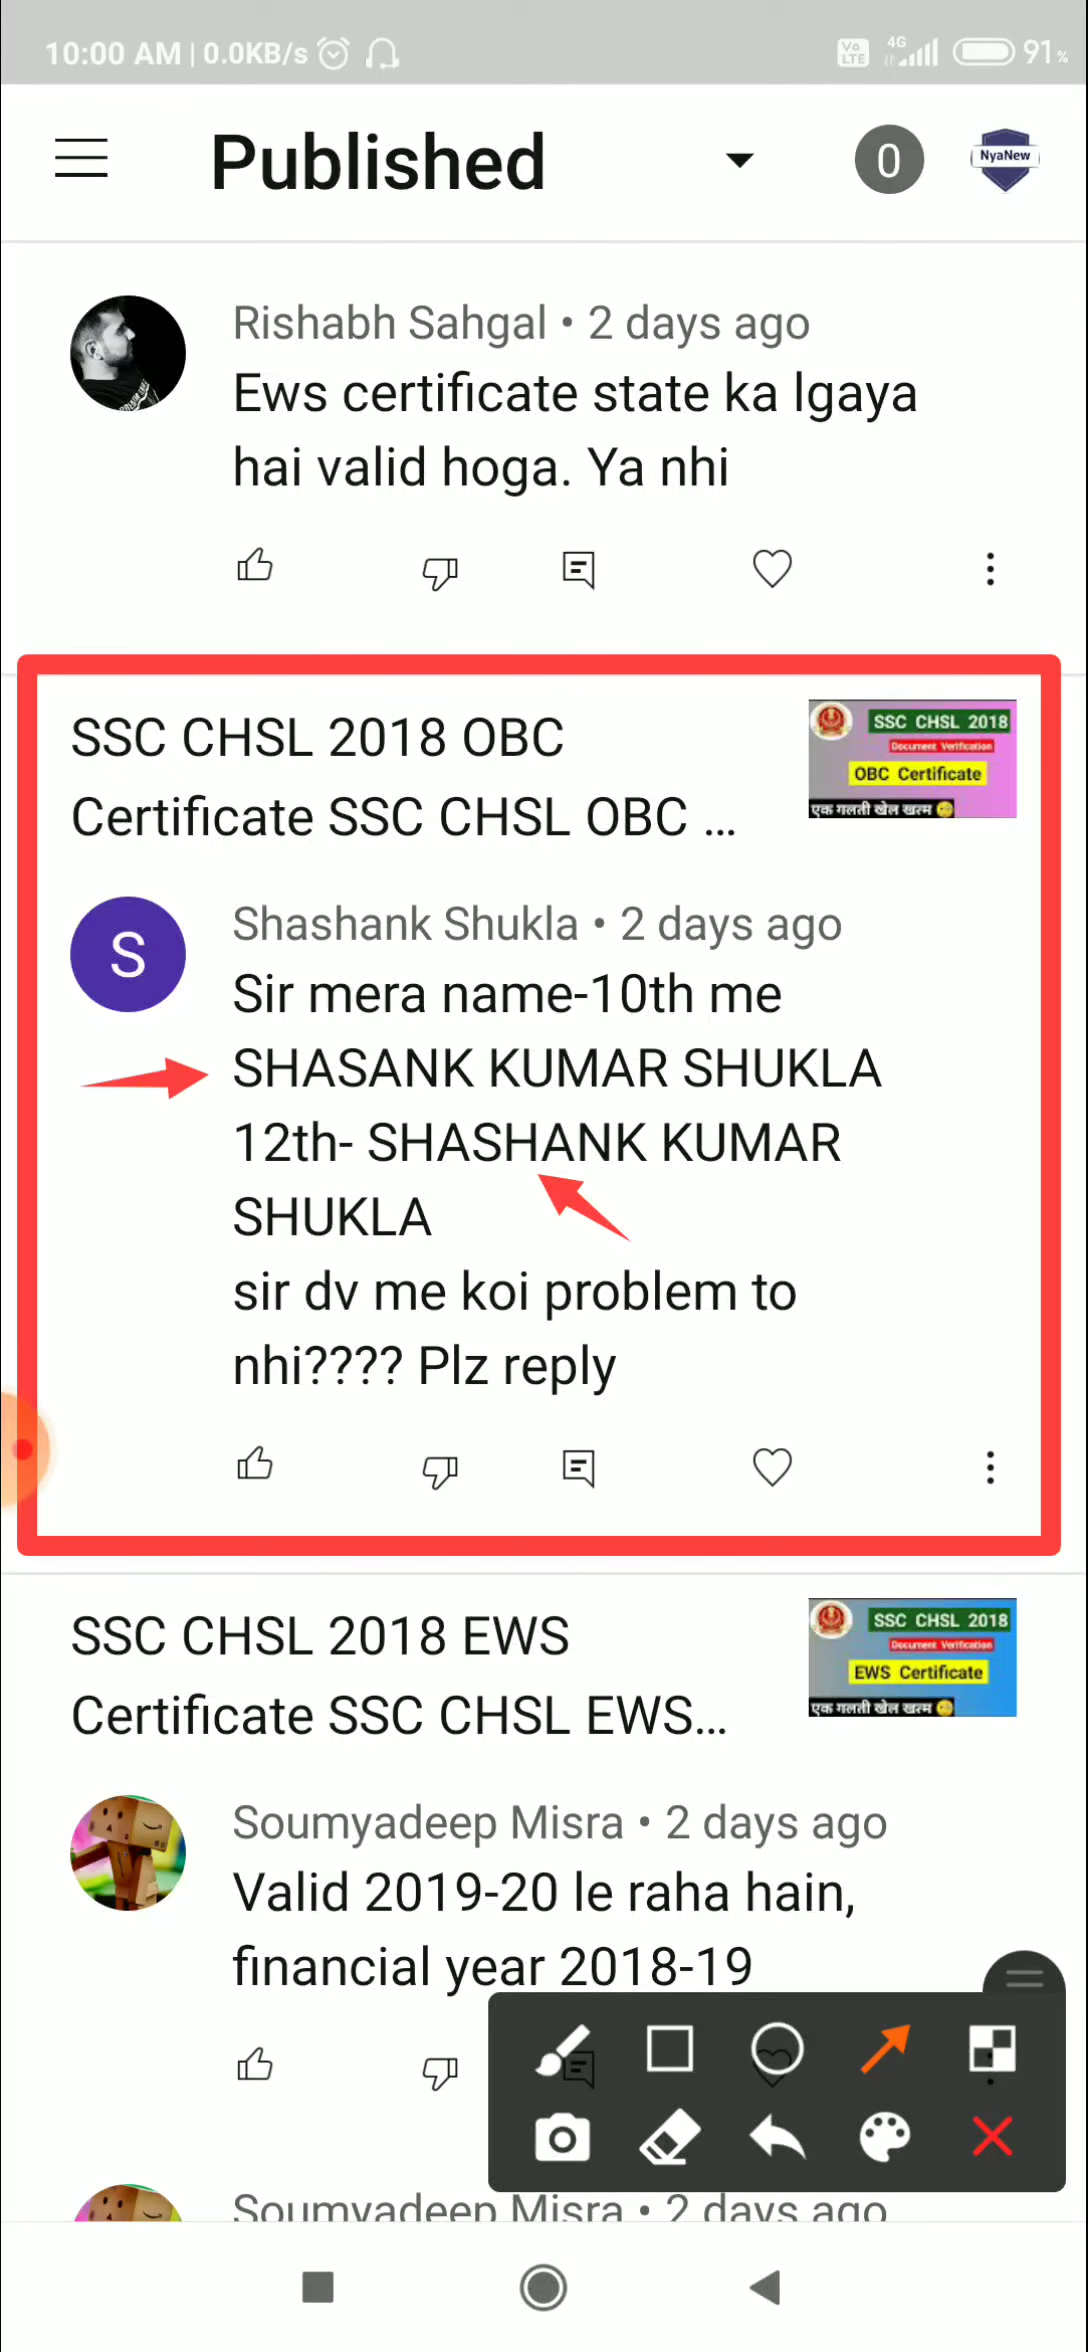 10:00 AM | 0.0KB/s
Vo LTE 4G 91%
Published
0
NyaNew
Rishabh Sahgal • 2 days ago
Ews certificate state ka lgaya
hai valid hoga. Ya nhi
SSC CHSL 2018 OBC
Certificate SSC CHSL OBC ...
SSC CHSL 2018
Document Verification
OBC Certificate
एक गलती खेल खत्म
S
Shashank Shukla • 2 days ago
Sir mera name-10th me
SHASANK KUMAR SHUKLA
12th- SHASHANK KUMAR
SHUKLA
sir dv me koi problem to
nhi???? Plz reply
SSC CHSL 2018 EWS
Certificate SSC CHSL EWS...
SSC CHSL 2018
Document Verification
EWS Certificate
एक गलती खेल खत्म
Soumyadeep Misra • 2 days ago
Valid 2019-20 le raha hain,
financial year 2018-19
Soumyadeep Misra • 2 days ago